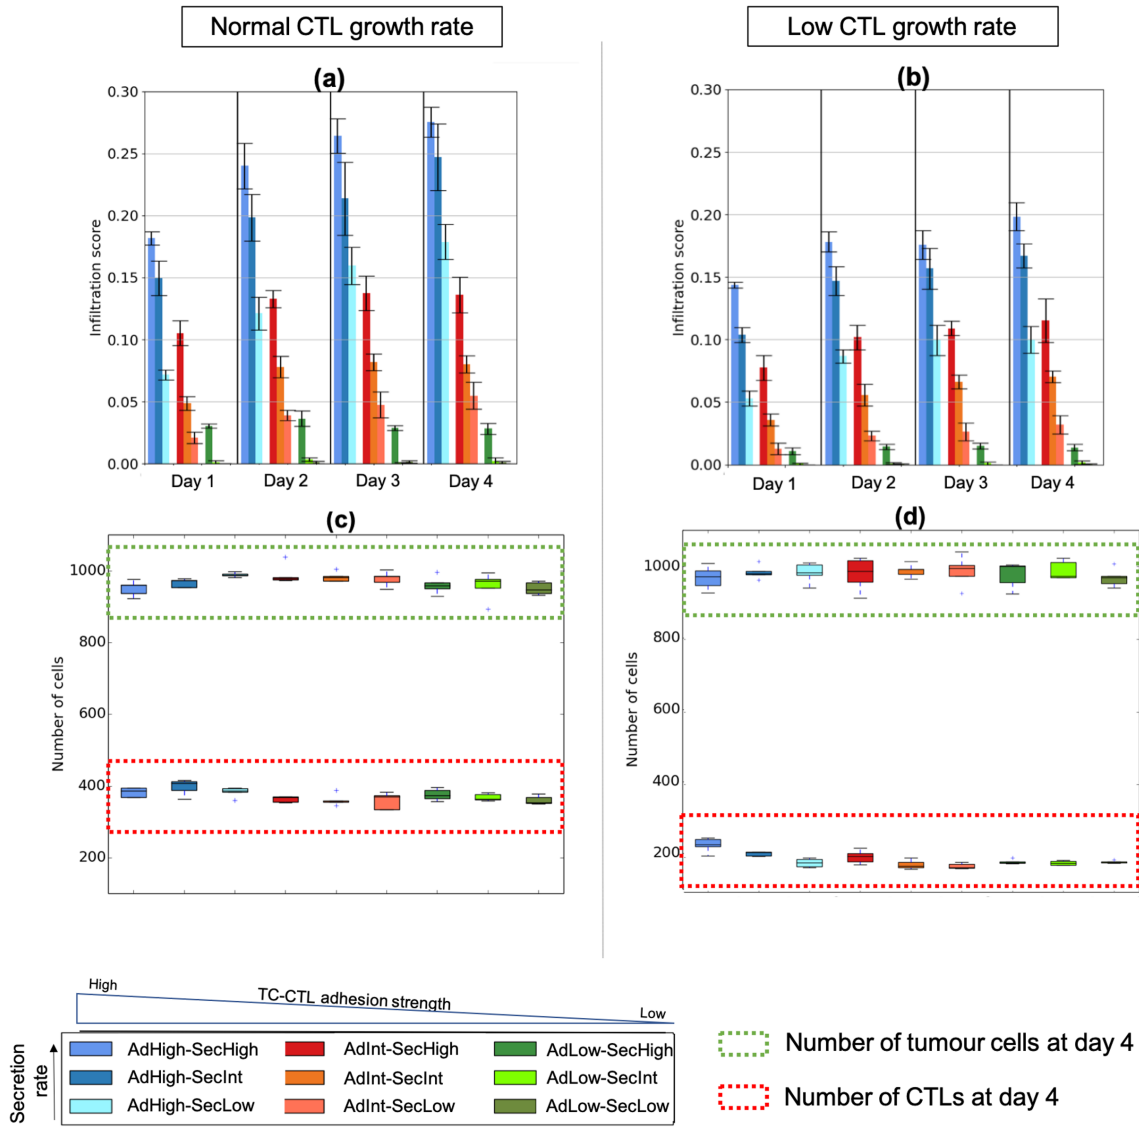 Normal CTL growth rate
Low CTL growth rate
(a)
0.30
0.25
0.20
0.15
0.10
0.05
0.00
Infiltration score
Day 1 Day 2 Day 3 Day 4
(b)
0.30
0.25
0.20
0.15
0.10
0.05
0.00
Infiltration score
Day 1 Day 2 Day 3 Day 4
(c)
1000
800
600
400
200
Number of cells
(d)
1000
800
600
400
200
Number of cells
High
TC-CTL adhesion strength
Low
Secretion
rate
AdHigh-SecHigh AdInt-SecHigh AdLow-SecHigh
AdHigh-SecInt AdInt-SecInt AdLow-SecInt
AdHigh-SecLow AdInt-SecLow AdLow-SecLow
Number of tumour cells at day 4
Number of CTLs at day 4